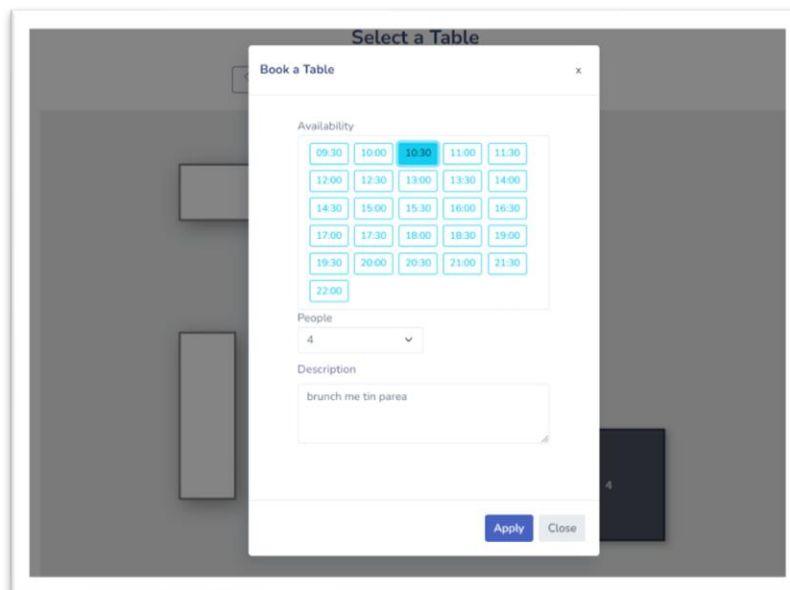 Select a Table
Book a Table x
Availability
09:30 10:00 10:30 11:00 11:30
12:00 12:30 13:00 13:30 14:00
14:30 15:00 15:30 16:00 16:30
17:00 17:30 18:00 18:30 19:00
19:30 20:00 20:30 21:00 21:30
22:00
People
4
Description
brunch me tin parea
4
Apply Close